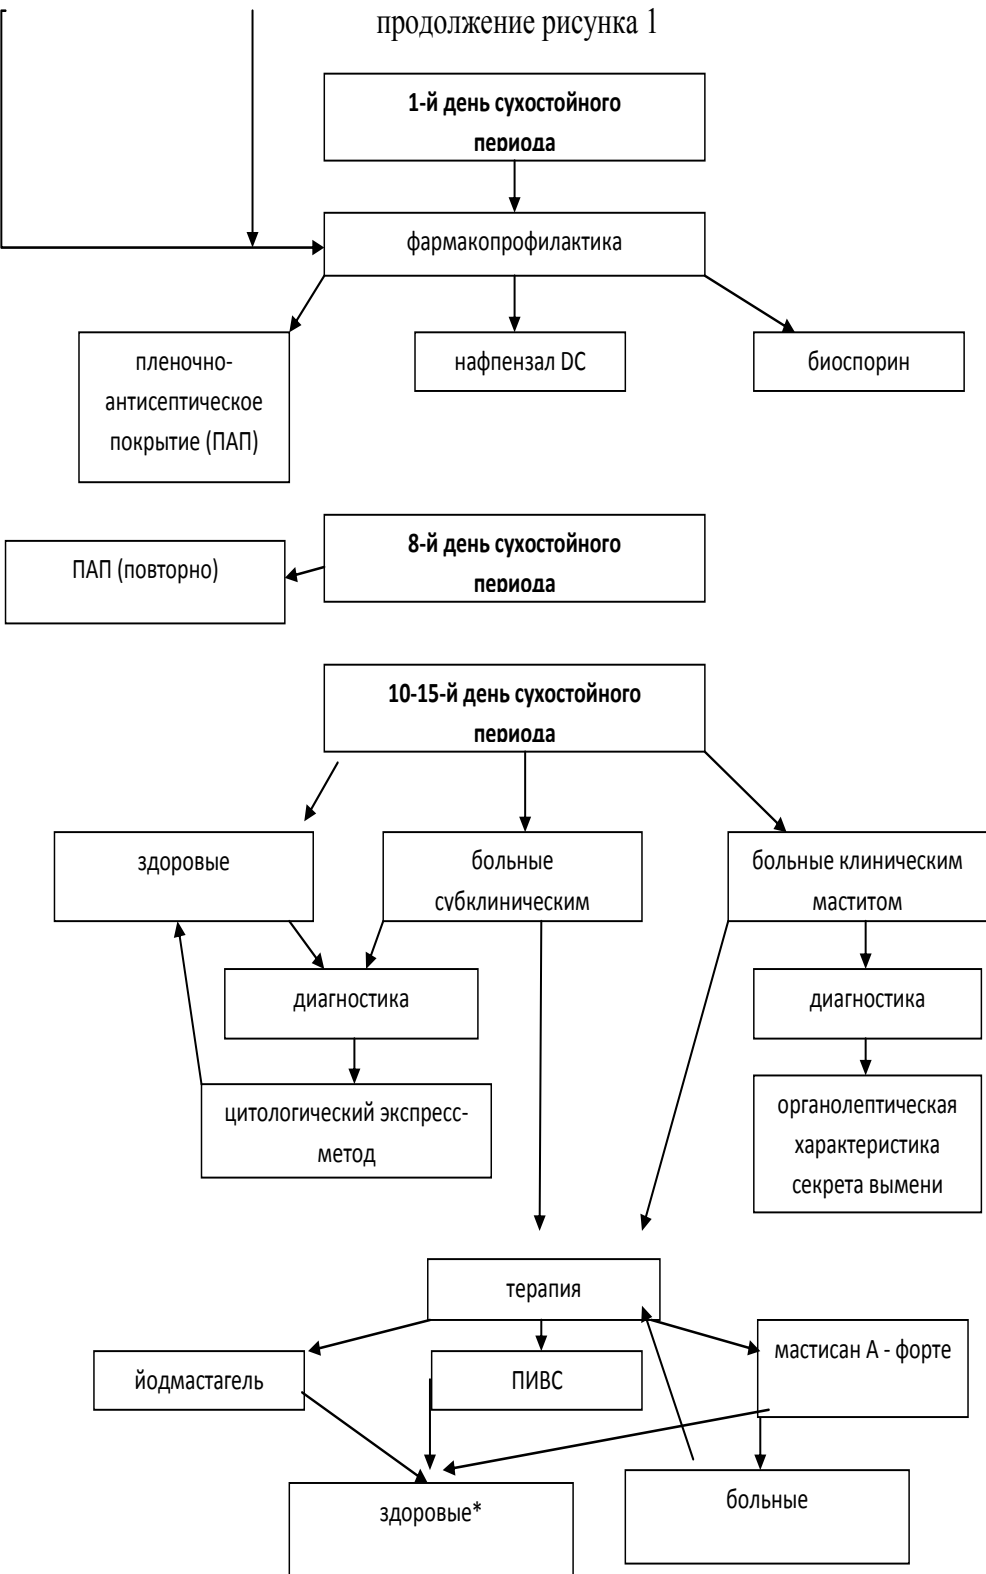 продолжение рисунка 1
1-й день сухостойного
периода
фармакопрофилактика
пленочно-
антисептическое
покрытие (ПАП)
нафпензал DC
биоспорин
8-й день сухостойного
периода
ПАП (повторно)
10-15-й день сухостойного
периода
здоровые
больные
субклиническим
больные клиническим
маститом
диагностика
диагностика
цитологический экспресс-
метод
органолептическая
характеристика
секрета вымени
терапия
йодмастагель
ПИВС
мастисан А - форте
здоровые*
больные